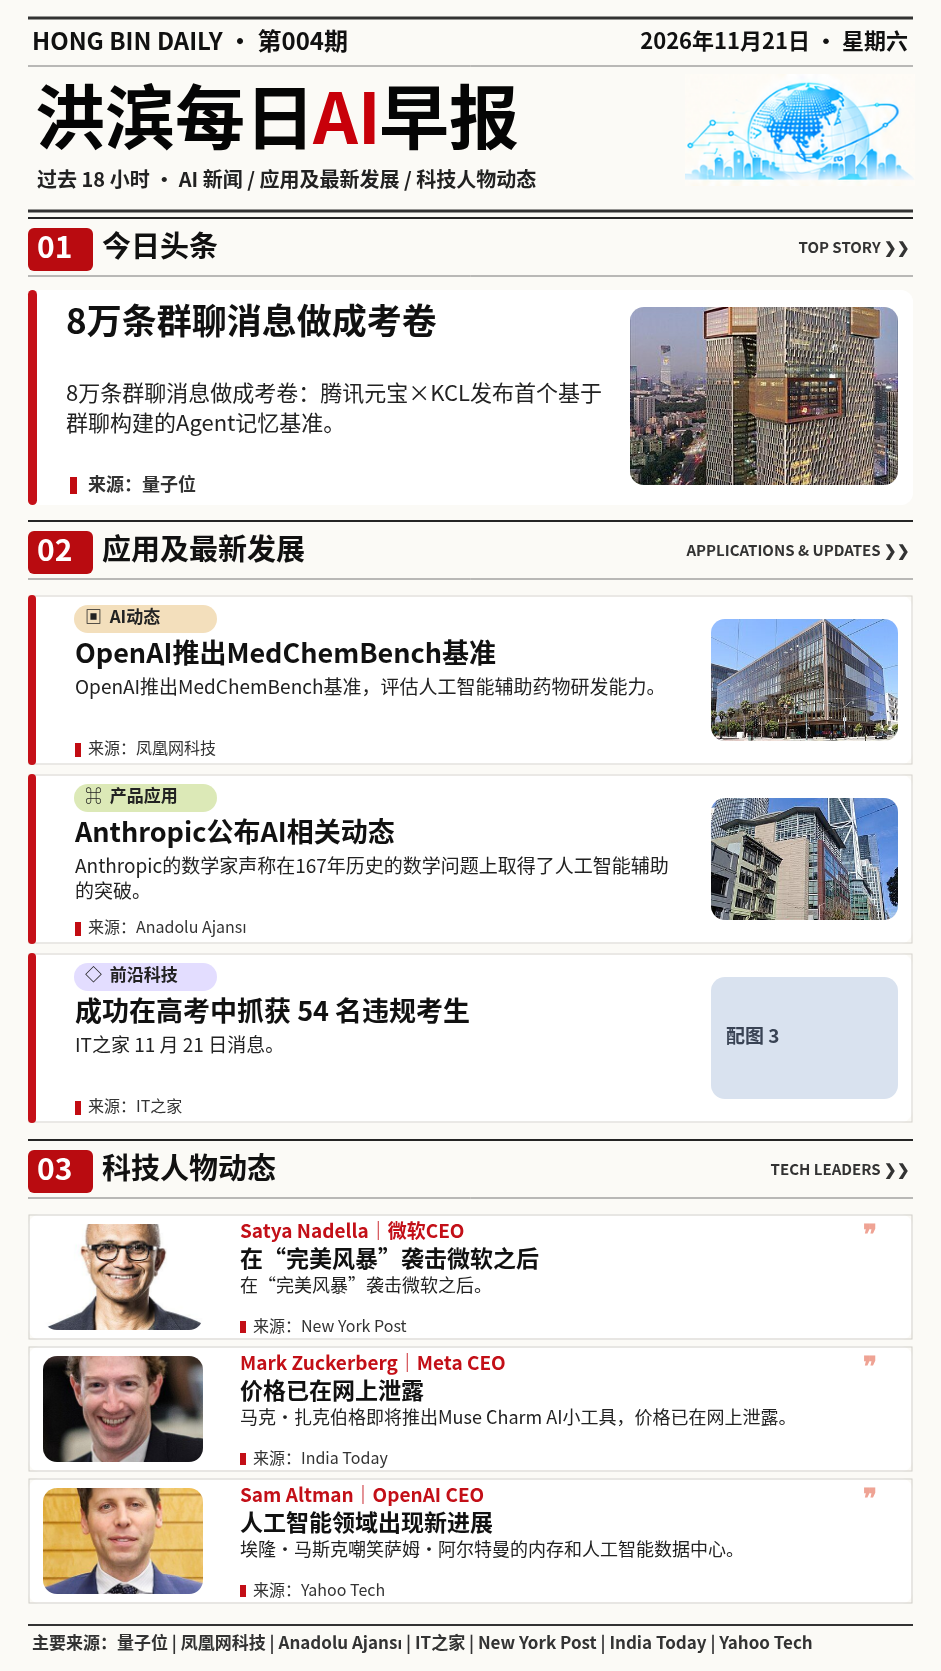 HONG BIN DAILY • 第004期
2026年11月21日 • 星期六
洪滨每日AI早报
过去 18 小时 • AI 新闻 / 应用及最新发展 / 科技人物动态
01 今日头条
TOP STORY ❯❯
8万条群聊消息做成考卷
8万条群聊消息做成考卷：腾讯元宝×KCL发布首个基于
群聊构建的Agent记忆基准。
来源：量子位
02 应用及最新发展
APPLICATIONS & UPDATES ❯❯
▣ AI动态
OpenAI推出MedChemBench基准
OpenAI推出MedChemBench基准，评估人工智能辅助药物研发能力。
来源：凤凰网科技
⌘ 产品应用
Anthropic公布AI相关动态
Anthropic的数学家声称在167年历史的数学问题上取得了人工智能辅助
的突破。
来源：Anadolu Ajansı
◇ 前沿科技
成功在高考中抓获 54 名违规考生
IT之家 11 月 21 日消息。
来源：IT之家
配图 3
03 科技人物动态
TECH LEADERS ❯❯
Satya Nadella｜微软CEO
在“完美风暴”袭击微软之后
在“完美风暴”袭击微软之后。
来源：New York Post
❞
Mark Zuckerberg｜Meta CEO
价格已在网上泄露
马克・扎克伯格即将推出Muse Charm AI小工具，价格已在网上泄露。
来源：India Today
❞
Sam Altman｜OpenAI CEO
人工智能领域出现新进展
埃隆・马斯克嘲笑萨姆・阿尔特曼的内存和人工智能数据中心。
来源：Yahoo Tech
❞
主要来源：量子位 | 凤凰网科技 | Anadolu Ajansı | IT之家 | New York Post | India Today | Yahoo Tech